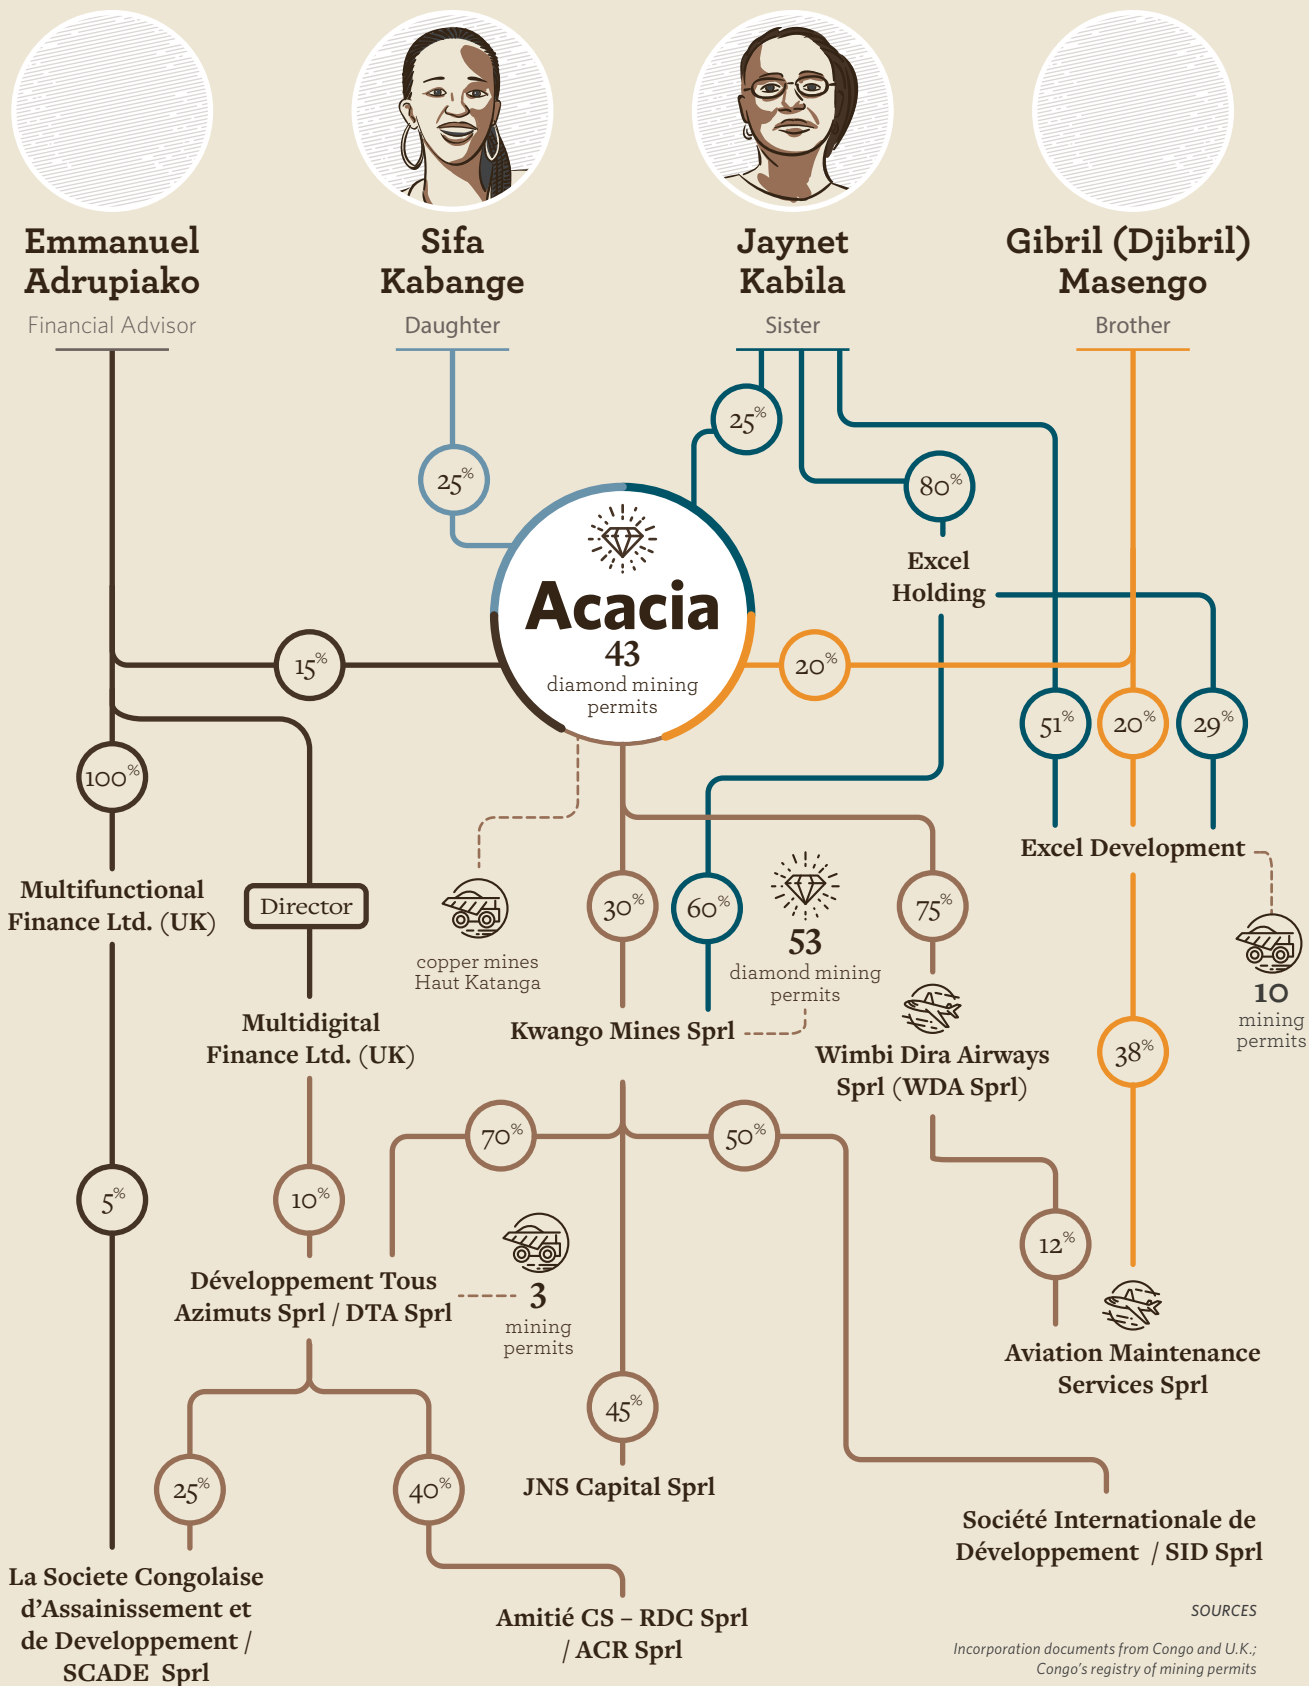 Emmanuel
Adrupiako
Financial Advisor
Sifa
Kabange
Daughter
Jaynet
Kabila
Sister
Gibril (Djibril)
Masengo
Brother
25%
25%
80%
Excel
Holding
Acacia
43
diamond mining
permits
15%
20%
51%
20%
29%
100%
Multifunctional
Finance Ltd. (UK)
Director
copper mines
Haut Katanga
30%
60%
53
diamond mining
permits
75%
Excel Development
10
mining
permits
Multidigital
Finance Ltd. (UK)
Kwango Mines Sprl
Wimbi Dira Airways
Sprl (WDA Sprl)
38%
70%
50%
5%
10%
12%
Développement Tous
Azimuts Sprl / DTA Sprl
3
mining
permits
Aviation Maintenance
Services Sprl
45%
25%
40%
JNS Capital Sprl
Société Internationale de
Développement / SID Sprl
La Societe Congolaise
d'Assainissement et
de Developpement /
SCADE Sprl
Amitié CS – RDC Sprl
/ ACR Sprl
SOURCES
Incorporation documents from Congo and U.K.;
Congo's registry of mining permits